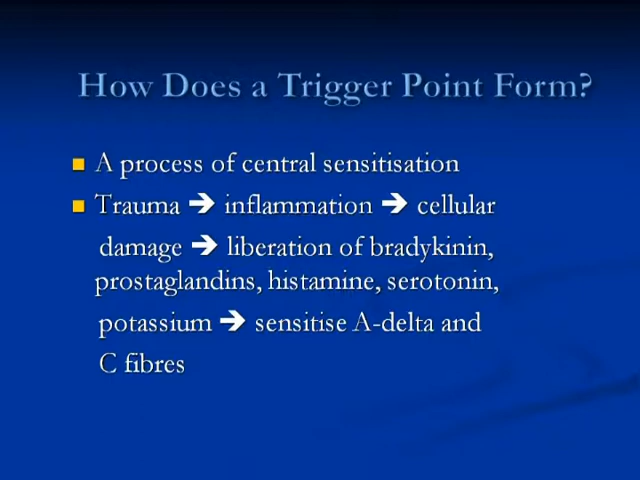 How Does a Trigger Point Form?
A process of central sensitisation
Trauma ➔ inflammation ➔ cellular
damage ➔ liberation of bradykinin,
prostaglandins, histamine, serotonin,
potassium ➔ sensitise A-delta and
C fibres